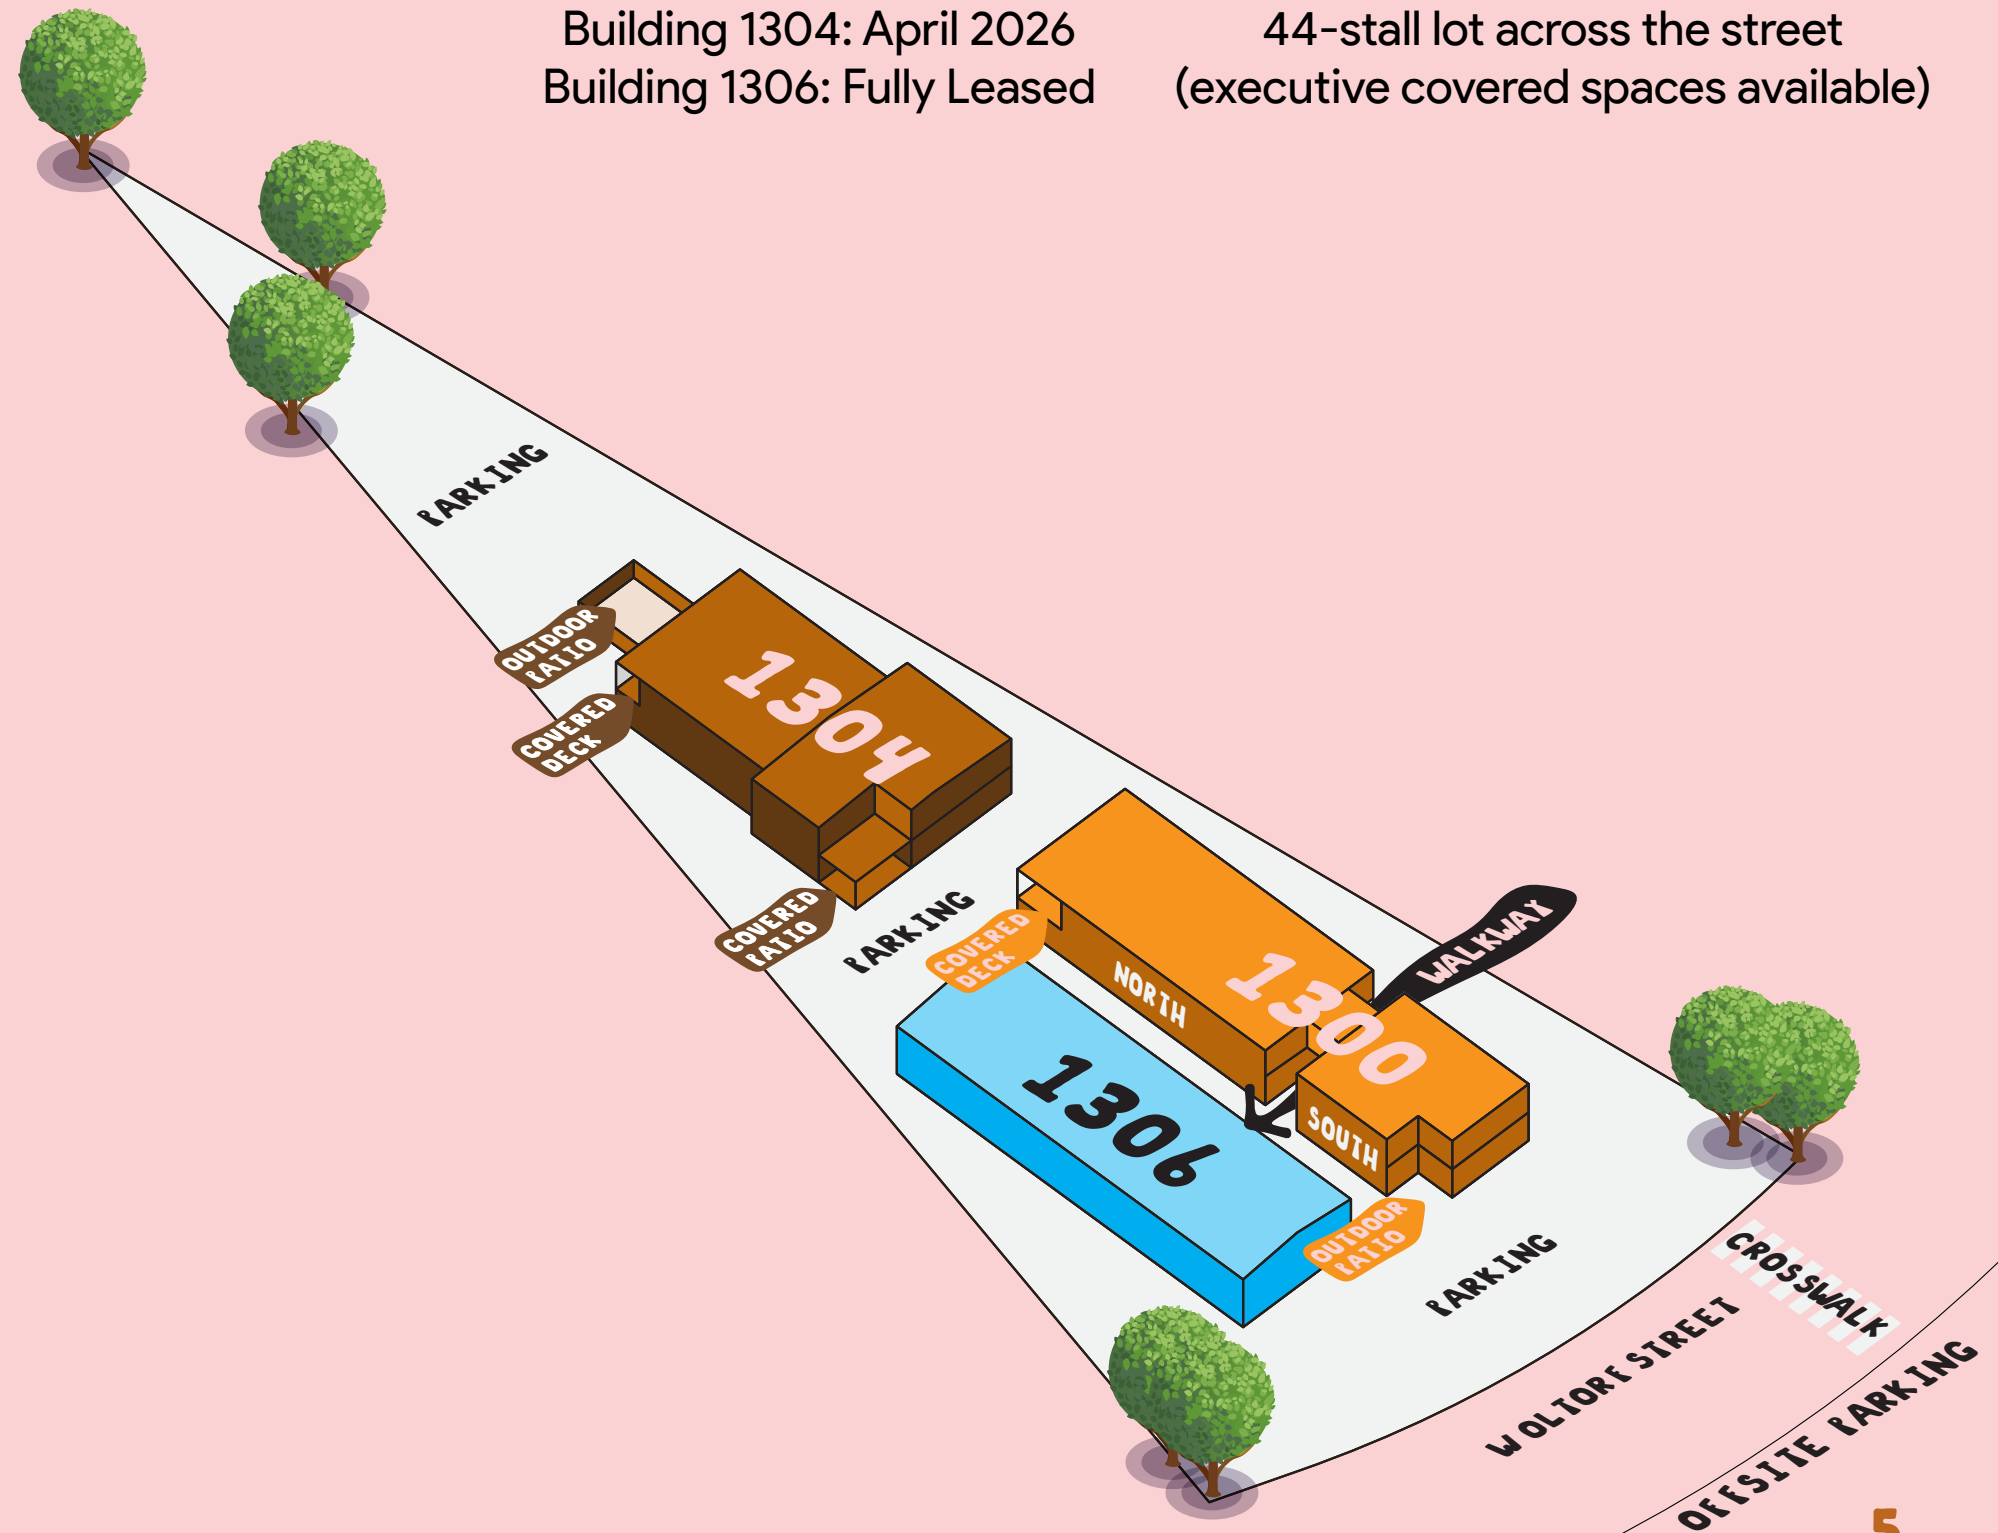 Building 1304: April 2026
Building 1306: Fully Leased
44-stall lot across the street
(executive covered spaces available)
PARKING
OUTDOOR
PATIO
COVERED
DECK
1304
COVERED
PATIO
PARKING
COVERED
DECK
NORTH
1300
WALKWAY
SOUTH
1306
OUTDOOR
PATIO
PARKING
CROSSWALK
WOLTORF STREET
OFFSITE PARKING
5